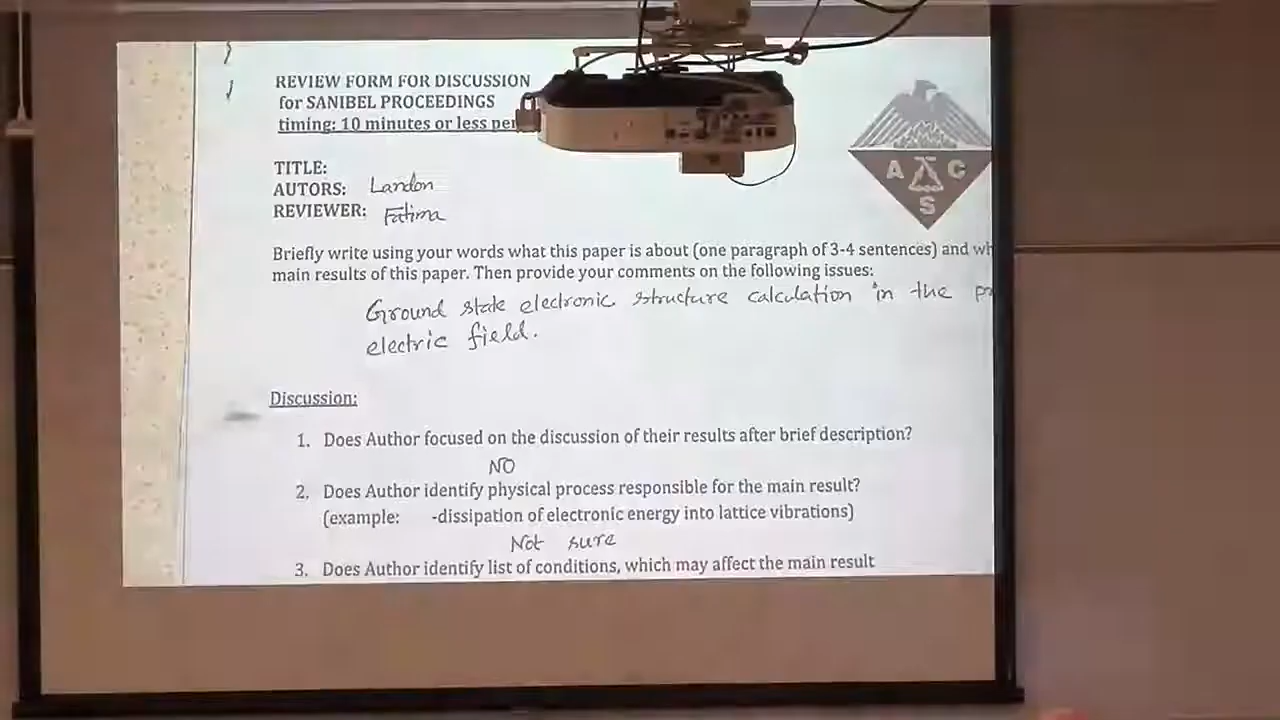 REVIEW FORM FOR DISCUSSION
for SANIBEL PROCEEDINGS
timing: 10 minutes or less per
A C
S
TITLE:
AUTORS: Landon
REVIEWER: Fatima
Briefly write using your words what this paper is about (one paragraph of 3-4 sentences) and
main results of this paper. Then provide your comments on the following issues:
Ground state electronic structure calculation in the
electric field.
Discussion:
1. Does Author focused on the discussion of their results after brief description?
NO
2. Does Author identify physical process responsible for the main result?
(example: -dissipation of electronic energy into lattice vibrations)
Not sure
3. Does Author identify list of conditions, which may affect the main result